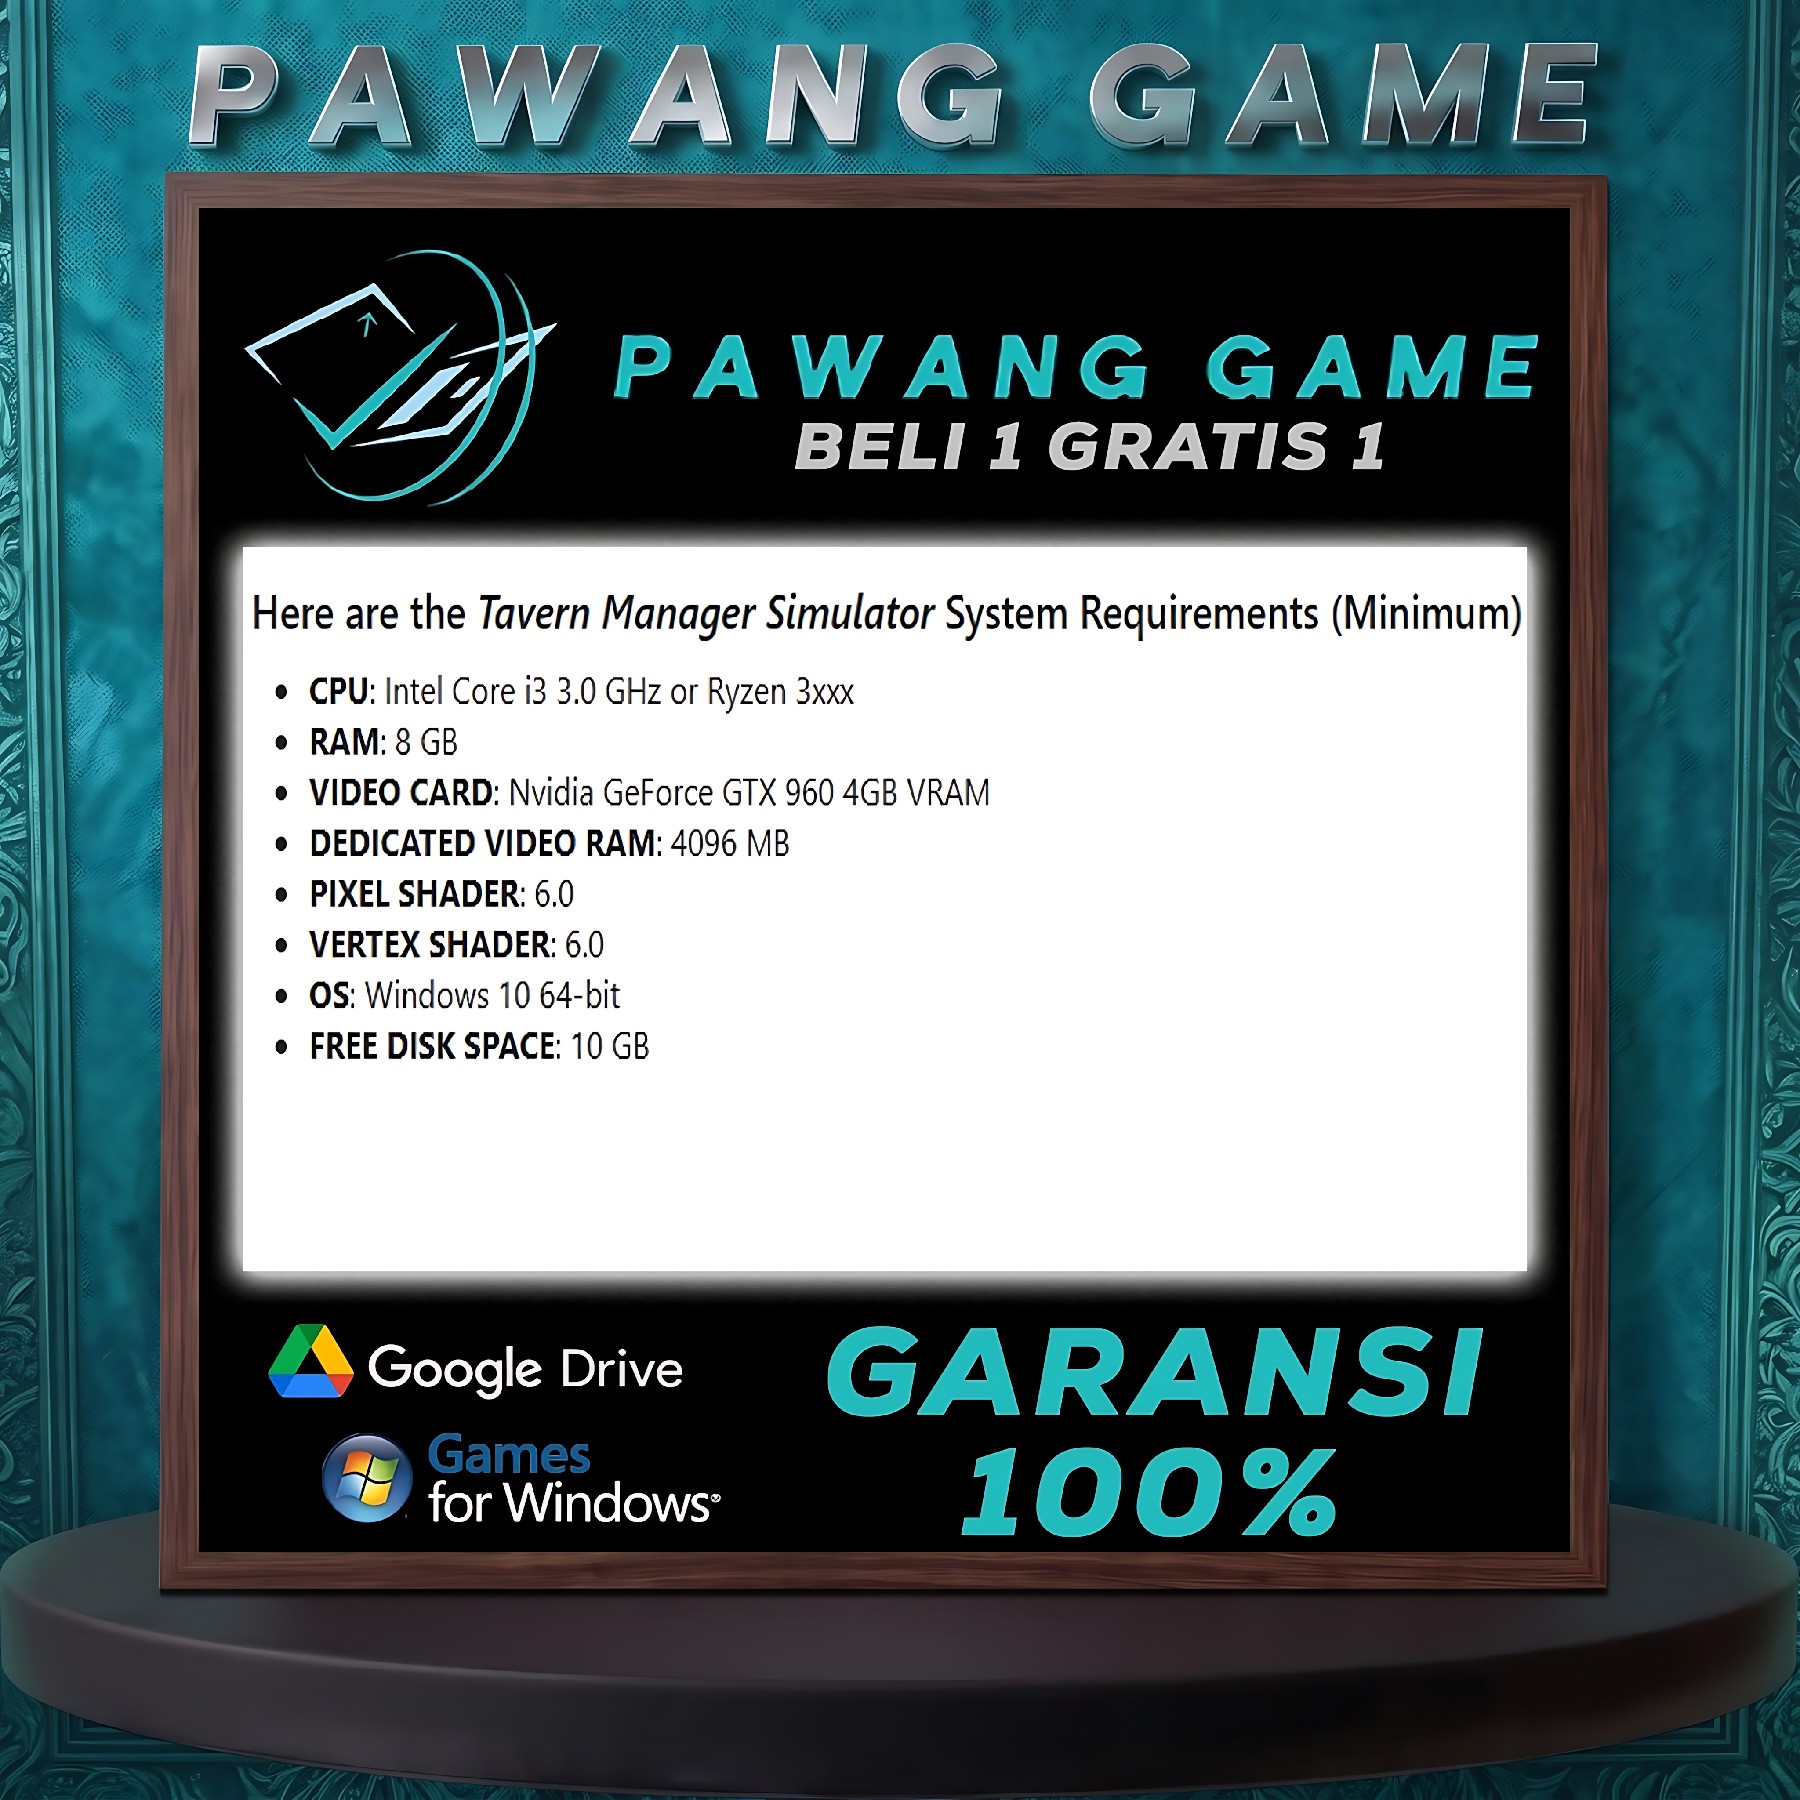 PAWANG GAME
PAWANG GAME
BELI 1 GRATIS 1
Here are the Tavern Manager Simulator System Requirements (Minimum)
• CPU: Intel Core i3 3.0 GHz or Ryzen 3xxx
• RAM: 8 GB
• VIDEO CARD: Nvidia GeForce GTX 960 4GB VRAM
• DEDICATED VIDEO RAM: 4096 MB
• PIXEL SHADER: 6.0
• VERTEX SHADER: 6.0
• OS: Windows 10 64-bit
• FREE DISK SPACE: 10 GB
Google Drive
Games
for Windows®
GARANSI
100%